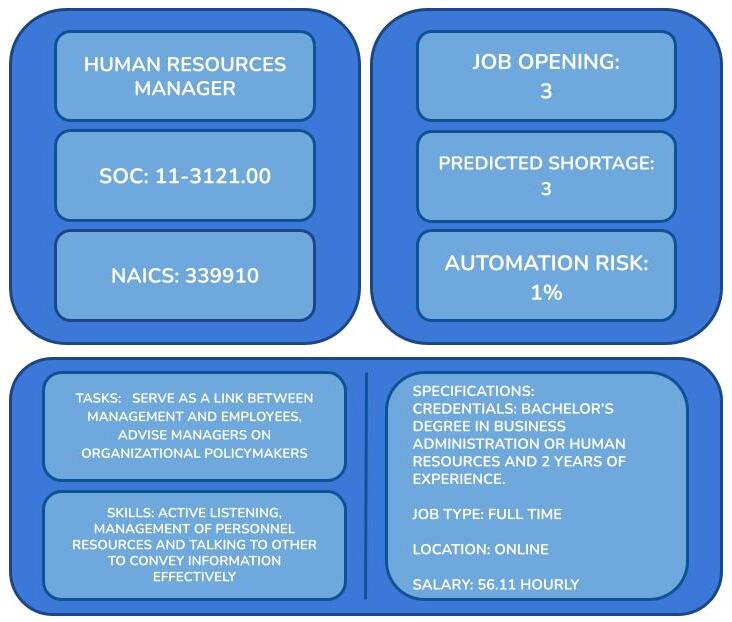 HUMAN RESOURCES
MANAGER
SOC: 11-3121.00
NAICS: 339910
JOB OPENING:
3
PREDICTED SHORTAGE:
3
AUTOMATION RISK:
1%
TASKS:   SERVE AS A LINK BETWEEN
MANAGEMENT AND EMPLOYEES,
ADVISE MANAGERS ON
ORGANIZATIONAL POLICYMAKERS
SKILLS: ACTIVE LISTENING,
MANAGEMENT OF PERSONNEL
RESOURCES AND TALKING TO OTHER
TO CONVEY INFORMATION
EFFECTIVELY
SPECIFICATIONS:
CREDENTIALS: BACHELOR'S
DEGREE IN BUSINESS
ADMINISTRATION OR HUMAN
RESOURCES AND 2 YEARS OF
EXPERIENCE.
JOB TYPE: FULL TIME
LOCATION: ONLINE
SALARY: 56.11 HOURLY